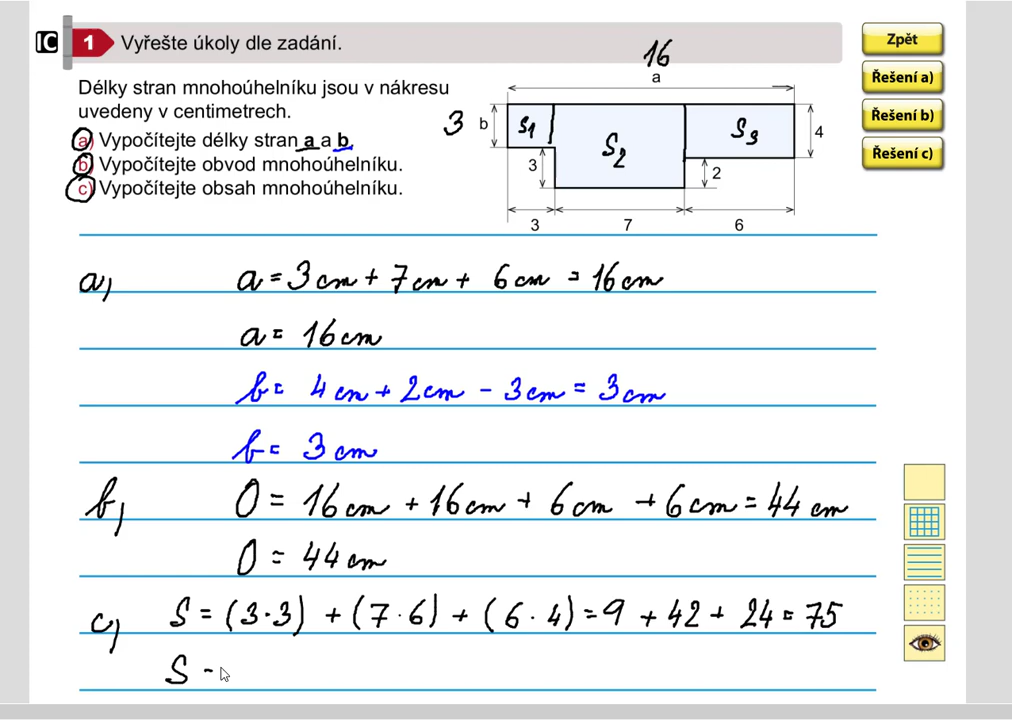 IC 1 Vyřešte úkoly dle zadání.
Zpět
Řešení a)
Řešení b)
Řešení c)
Délky stran mnohoúhelníku jsou v nákresu
uvedeny v centimetrech.
a) Vypočítejte délky stran a a b.
b) Vypočítejte obvod mnohoúhelníku.
c) Vypočítejte obsah mnohoúhelníku.
16
a
3 b S1 S2 S3 4
3 2
3 7 6
a) a = 3 cm + 7 cm + 6 cm = 16 cm
a = 16 cm
b = 4 cm + 2 cm - 3 cm = 3 cm
b = 3 cm
b) O = 16 cm + 16 cm + 6 cm + 6 cm = 44 cm
O = 44 cm
c) S = (3·3) + (7·6) + (6·4) = 9 + 42 + 24 = 75
S -